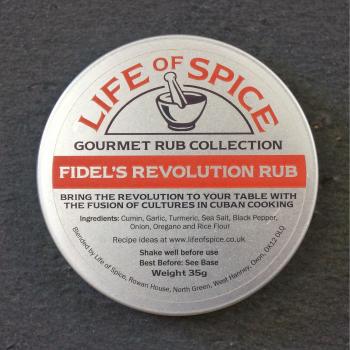 LIFE OF SPICE
GOURMET RUB COLLECTION
FIDEL'S REVOLUTION RUB
BRING THE REVOLUTION TO YOUR TABLE WITH
THE FUSION OF CULTURES IN CUBAN COOKING
Ingredients: Cumin, Garlic, Turmeric, Sea Salt, Black Pepper,
Onion, Oregano and Rice Flour
Recipe ideas at www.lifeofspice.co.uk
Shake well before use
Best Before: See Base
Weight 35g
Blended by Life of Spice, Rowan House, North Green, West Hanney, Oxon, OX12 0LQ